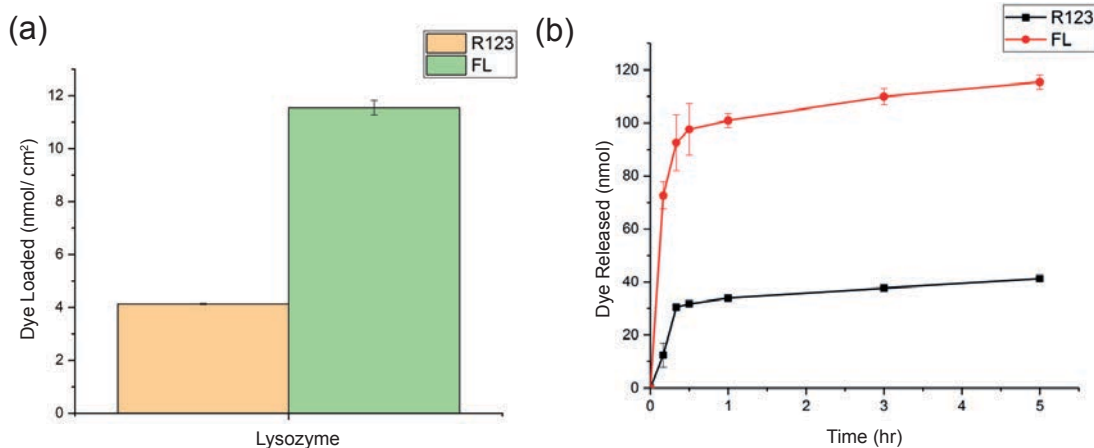 (a)
R123
FL
Dye Loaded (nmol/ cm²)
12
10
8
6
4
2
0
Lysozyme
(b)
R123
FL
Dye Released (nmol)
120
100
80
60
40
20
0
0 1 2 3 4 5
Time (hr)